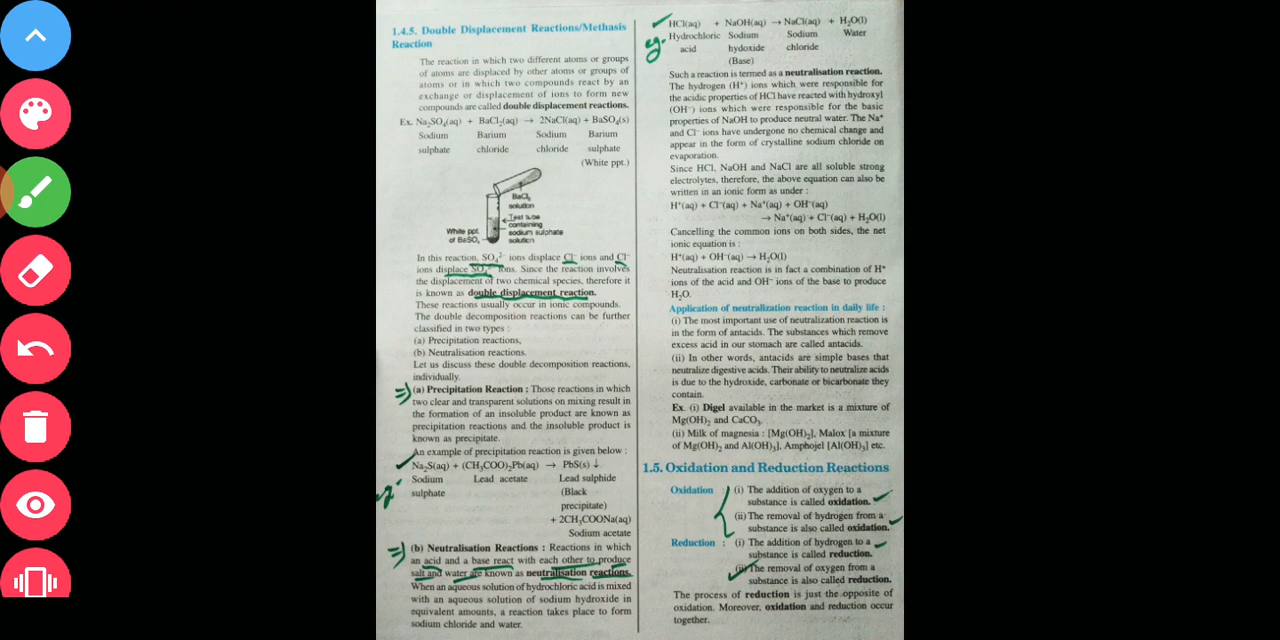 1.4.5. Double Displacement Reactions/Methasis
Reaction
The reaction in which two different atoms or groups
of atoms are displaced by other atoms or groups of
atoms or in which two compounds react by an
exchange or displacement of ions to form new
compounds are called double displacement reactions.
Ex. Na₂SO₄(aq) + BaCl₂(aq) → 2NaCl(aq) + BaSO₄(s)
Sodium Barium Sodium Barium
sulphate chloride chloride sulphate
(White ppt.)
BaCl₂
solution
Test tube
containing
sodium sulphate
solution
White ppt.
of BaSO₄
In this reaction, SO₄²⁻ ions displace Cl⁻ ions and Cl⁻
ions displace SO₄²⁻ ions. Since the reaction involves
the displacement of two chemical species, therefore it
is known as double displacement reaction.
These reactions usually occur in ionic compounds.
The double decomposition reactions can be further
classified in two types :
(a) Precipitation reactions,
(b) Neutralisation reactions.
Let us discuss these double decomposition reactions,
individually.
(a) Precipitation Reaction : Those reactions in which
two clear and transparent solutions on mixing result in
the formation of an insoluble product are known as
precipitation reactions and the insoluble product is
known as precipitate.
An example of precipitation reaction is given below :
Na₂S(aq) + (CH₃COO)₂Pb(aq) → PbS(s) ↓
Sodium Lead acetate Lead sulphide
sulphate (Black
precipitate)
+ 2CH₃COONa(aq)
Sodium acetate
(b) Neutralisation Reactions : Reactions in which
an acid and a base react with each other to produce
salt and water are known as neutralisation reactions.
When an aqueous solution of hydrochloric acid is mixed
with an aqueous solution of sodium hydroxide in
equivalent amounts, a reaction takes place to form
sodium chloride and water.
HCl(aq) + NaOH(aq) → NaCl(aq) + H₂O(l)
Hydrochloric Sodium Sodium Water
acid hydoxide chloride
(Base)
Such a reaction is termed as a neutralisation reaction.
The hydrogen (H⁺) ions which were responsible for
the acidic properties of HCl have reacted with hydroxyl
(OH⁻) ions which were responsible for the basic
properties of NaOH to produce neutral water. The Na⁺
and Cl⁻ ions have undergone no chemical change and
appear in the form of crystalline sodium chloride on
evaporation.
Since HCl, NaOH and NaCl are all soluble strong
electrolytes, therefore, the above equation can also be
written in an ionic form as under :
H⁺(aq) + Cl⁻(aq) + Na⁺(aq) + OH⁻(aq)
→ Na⁺(aq) + Cl⁻(aq) + H₂O(l)
Cancelling the common ions on both sides, the net
ionic equation is :
H⁺(aq) + OH⁻(aq) → H₂O(l)
Neutralisation reaction is in fact a combination of H⁺
ions of the acid and OH⁻ ions of the base to produce
H₂O.
Application of neutralization reaction in daily life :
(i) The most important use of neutralization reaction is
in the form of antacids. The substances which remove
excess acid in our stomach are called antacids.
(ii) In other words, antacids are simple bases that
neutralize digestive acids. Their ability to neutralize acids
is due to the hydroxide, carbonate or bicarbonate they
contain.
Ex. (i) Digel available in the market is a mixture of
Mg(OH)₂ and CaCO₃.
(ii) Milk of magnesia : [Mg(OH)₂], Malox [a mixture
of Mg(OH)₂ and Al(OH)₃], Amphojel [Al(OH)₃] etc.
1.5. Oxidation and Reduction Reactions
Oxidation (i) The addition of oxygen to a
substance is called oxidation.
(ii) The removal of hydrogen from a
substance is also called oxidation.
Reduction : (i) The addition of hydrogen to a
substance is called reduction.
The removal of oxygen from a
substance is also called reduction.
The process of reduction is just the opposite of
oxidation. Moreover, oxidation and reduction occur
together.